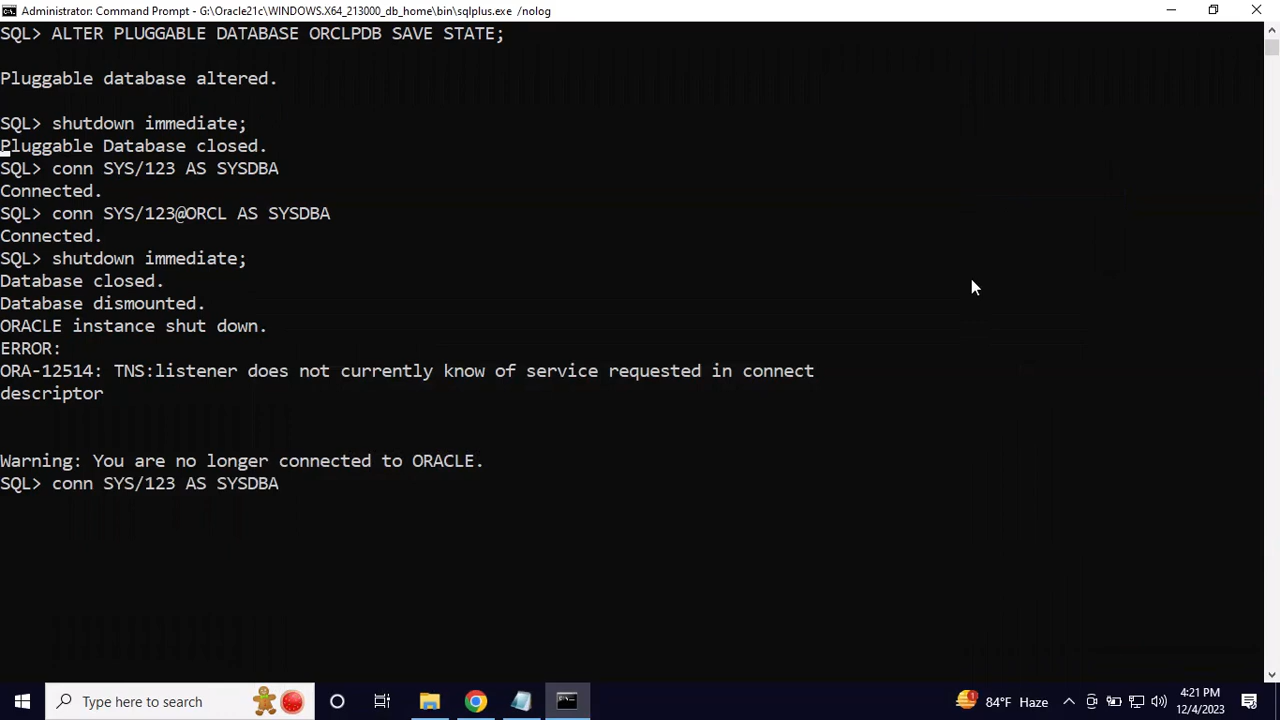 Administrator: Command Prompt - G:\Oracle21c\WINDOWS.X64_213000_db_home\bin\sqlplus.exe /nolog
SQL> ALTER PLUGGABLE DATABASE ORCLPDB SAVE STATE;
Pluggable database altered.
SQL> shutdown immediate;
Pluggable Database closed.
SQL> conn SYS/123 AS SYSDBA
Connected.
SQL> conn SYS/123@ORCL AS SYSDBA
Connected.
SQL> shutdown immediate;
Database closed.
Database dismounted.
ORACLE instance shut down.
ERROR:
ORA-12514: TNS:listener does not currently know of service requested in connect
descriptor
Warning: You are no longer connected to ORACLE.
SQL> conn SYS/123 AS SYSDBA
Type here to search
1
84°F Haze
4:21 PM
12/4/2023